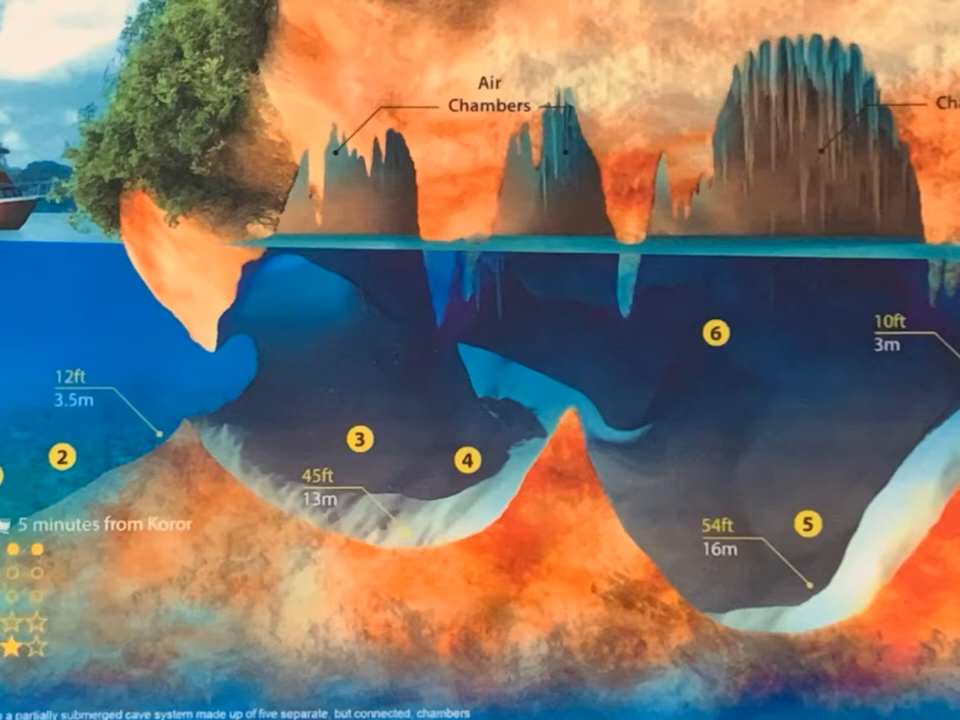 Air
Chambers
Cha
10ft
3m
6
12ft
3.5m
2
3
4
45ft
13m
5
54ft
16m
5 minutes from Koror
a partially submerged cave system made up of five separate, but connected, chambers